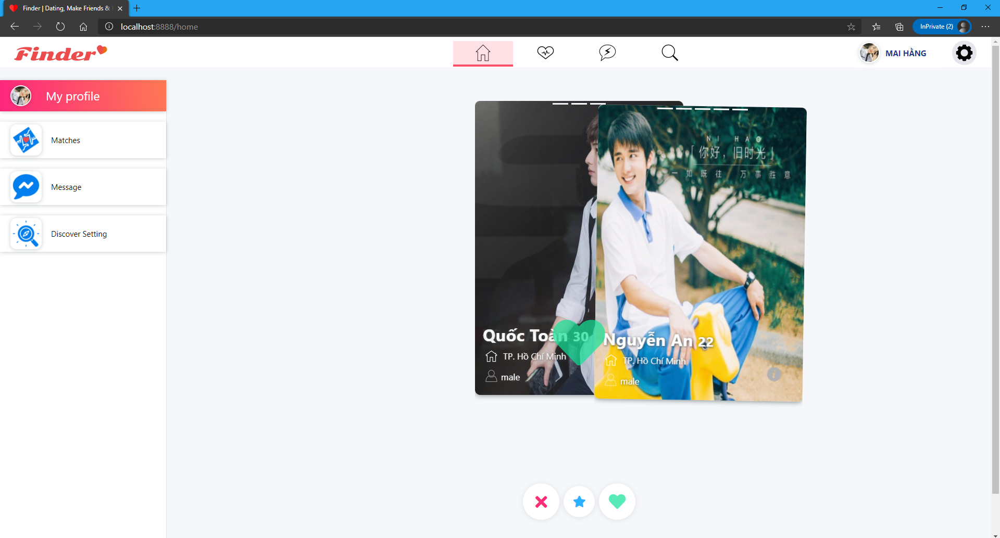 Finder | Dating, Make Friends &
localhost:8888/home
InPrivate (2)
Finder
MAI HẰNG
My profile
Matches
Message
Discover Setting
NI HAO
「你好，旧时光」
一如既往 万事胜意
Quốc Toàn 30
TP. Hồ Chí Minh
male
Nguyễn An 22
TP. Hồ Chí Minh
male